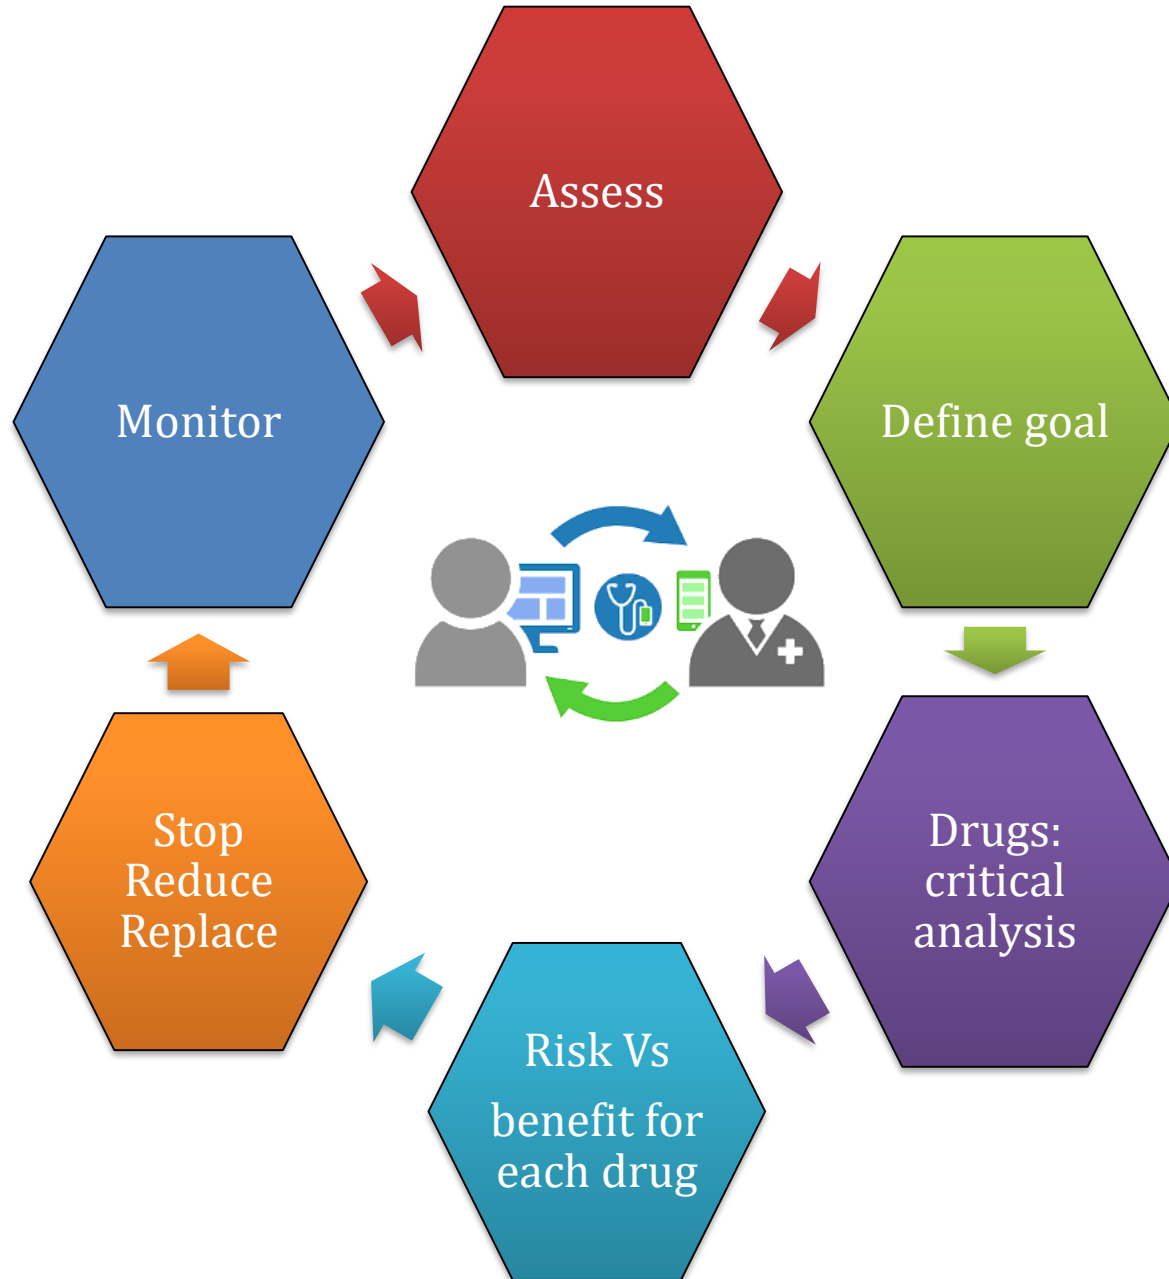 Assess
Define goal
Drugs:
critical
analysis
Risk Vs
benefit for
each drug
Stop
Reduce
Replace
Monitor